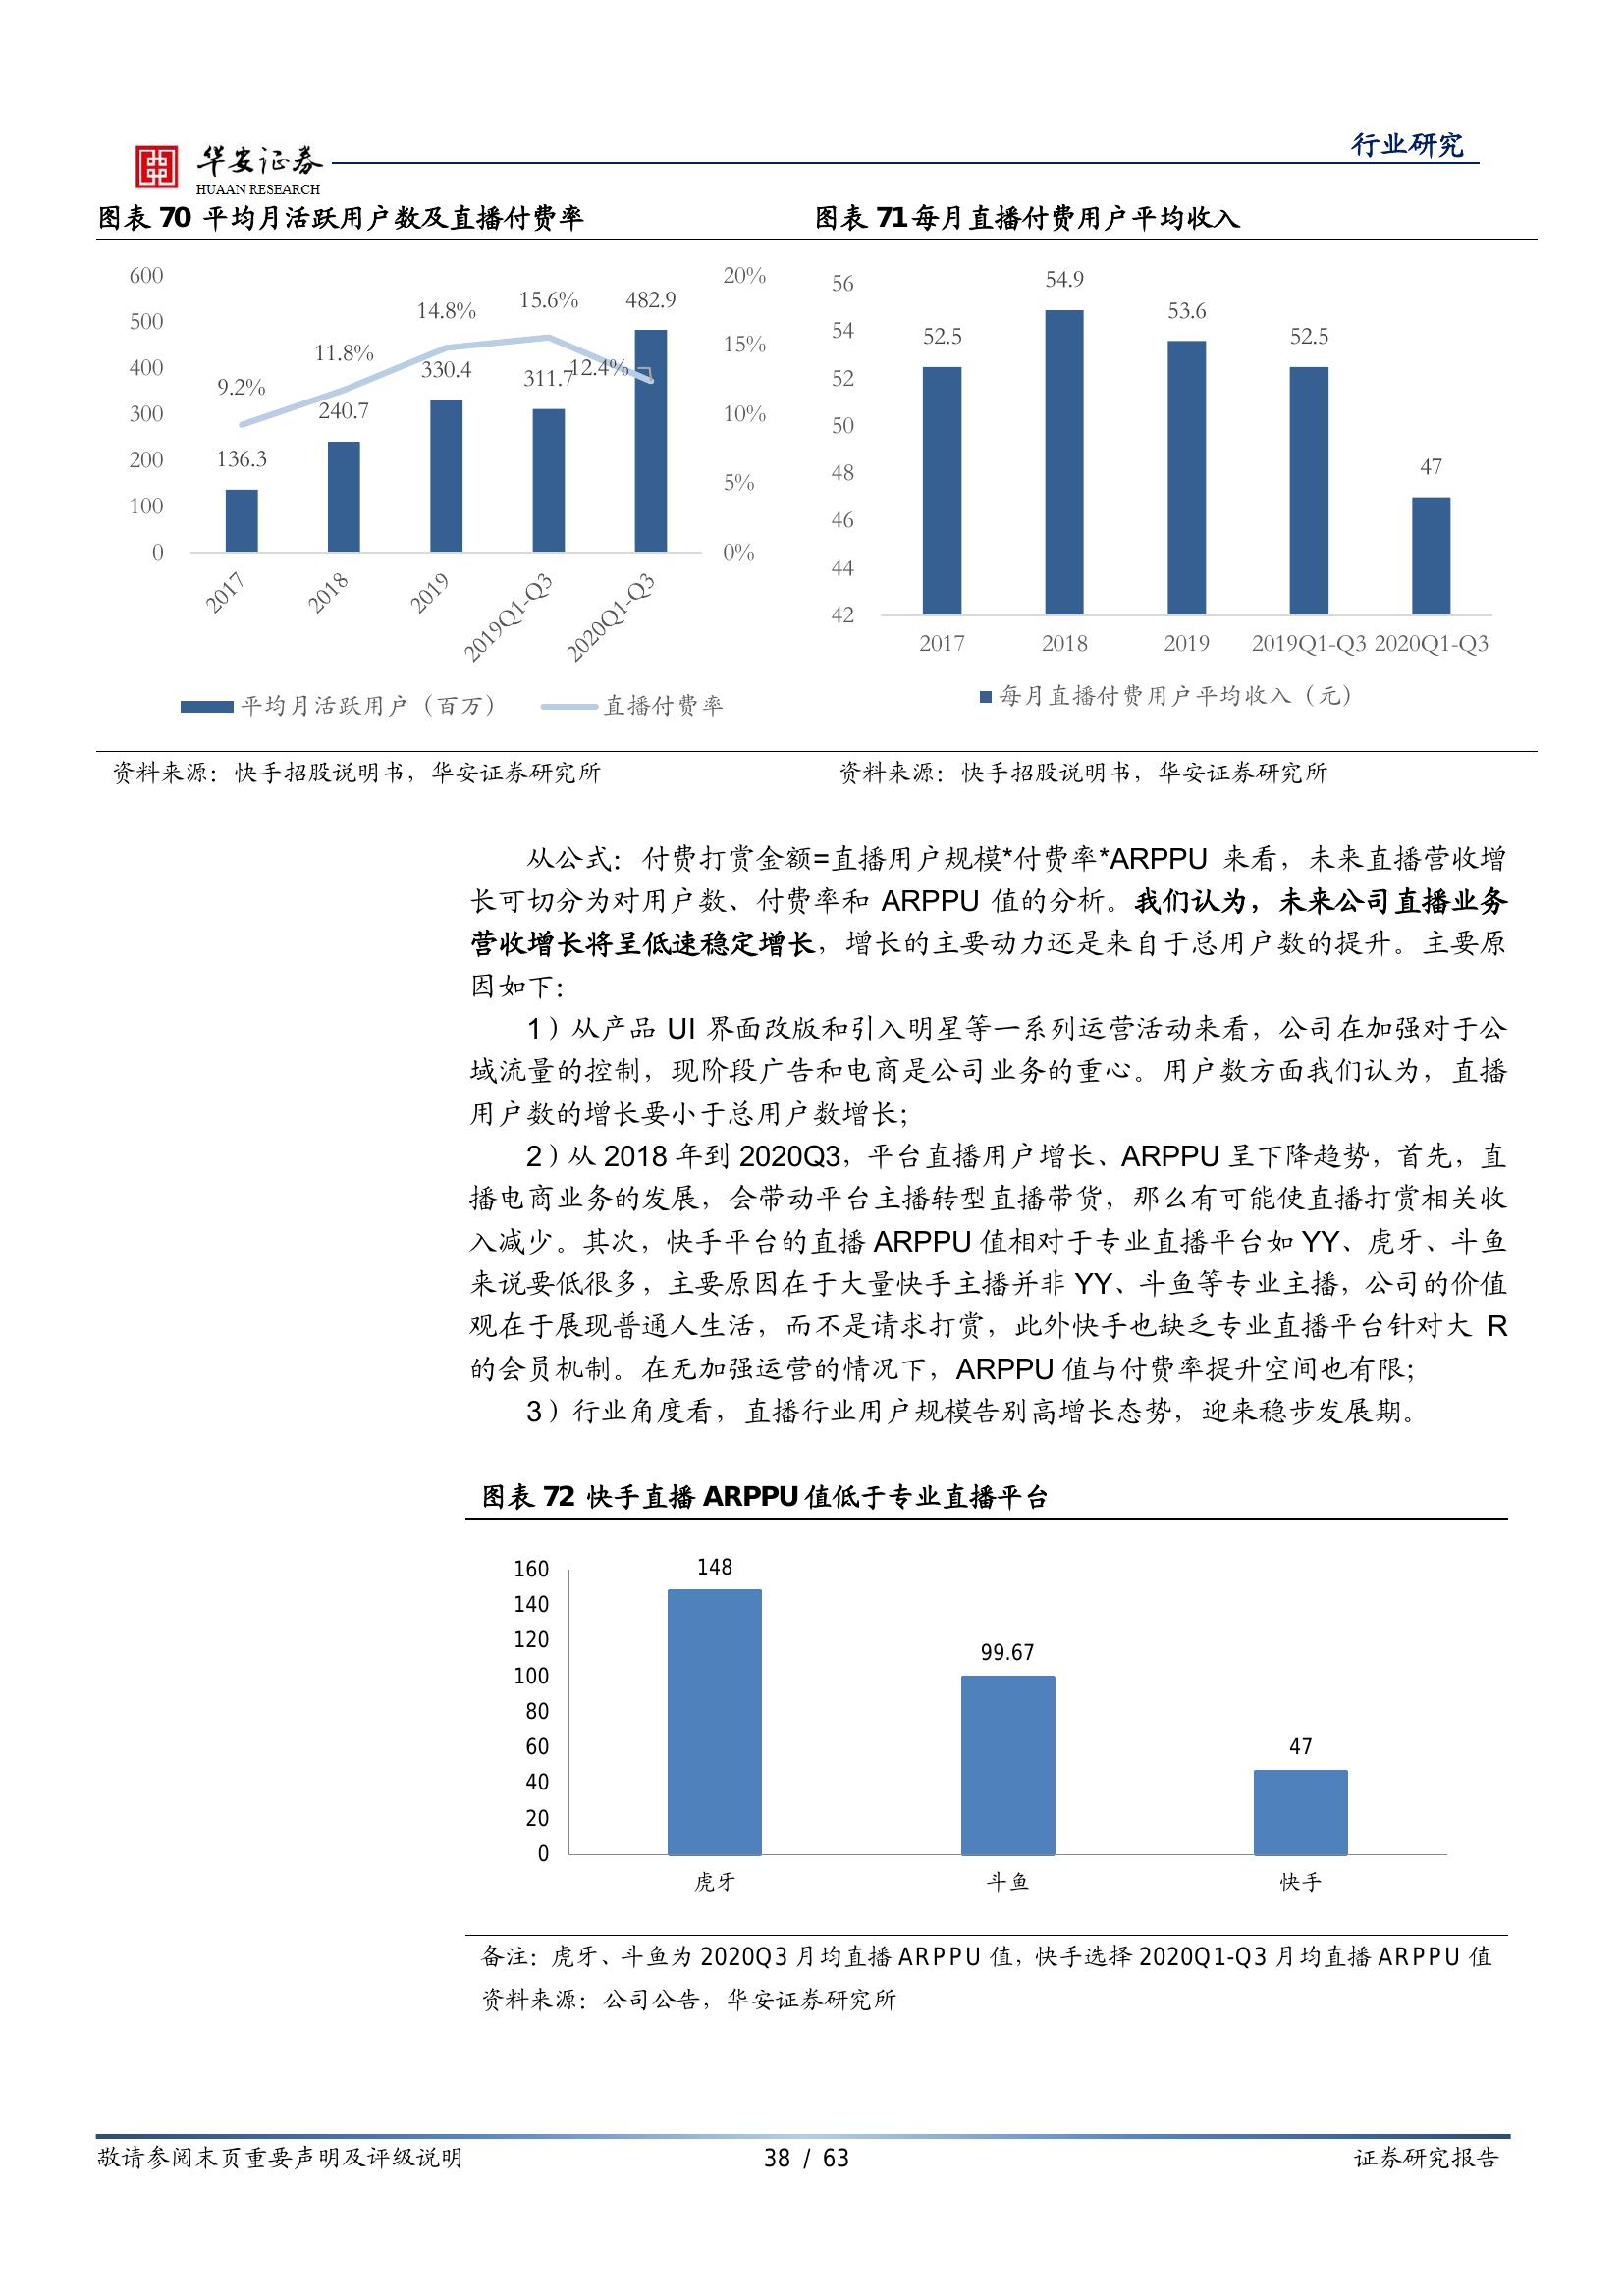 行业研究
华安证券
HUAAN RESEARCH
图表 70 平均月活跃用户数及直播付费率
600
500
400
300
200
100
0
20%
15%
10%
5%
0%
9.2%
11.8%
14.8%
15.6%
12.4%
136.3
240.7
330.4
311.7
482.9
2017
2018
2019
2019Q1-Q3
2020Q1-Q3
平均月活跃用户（百万）
直播付费率
资料来源：快手招股说明书，华安证券研究所
图表 71 每月直播付费用户平均收入
56
54
52
50
48
46
44
42
52.5
54.9
53.6
52.5
47
2017
2018
2019
2019Q1-Q3
2020Q1-Q3
每月直播付费用户平均收入（元）
资料来源：快手招股说明书，华安证券研究所
从公式：付费打赏金额=直播用户规模*付费率*ARPPU 来看，未来直播营收增
长可切分为对用户数、付费率和 ARPPU 值的分析。我们认为，未来公司直播业务
营收增长将呈低速稳定增长，增长的主要动力还是来自于总用户数的提升。主要原
因如下：
1）从产品 UI 界面改版和引入明星等一系列运营活动来看，公司在加强对于公
域流量的控制，现阶段广告和电商是公司业务的重心。用户数方面我们认为，直播
用户数的增长要小于总用户数增长；
2）从 2018 年到 2020Q3，平台直播用户增长、ARPPU 呈下降趋势，首先，直
播电商业务的发展，会带动平台主播转型直播带货，那么有可能使直播打赏相关收
入减少。其次，快手平台的直播 ARPPU 值相对于专业直播平台如 YY、虎牙、斗鱼
来说要低很多，主要原因在于大量快手主播并非 YY、斗鱼等专业主播，公司的价值
观在于展现普通人生活，而不是请求打赏，此外快手也缺乏专业直播平台针对大 R
的会员机制。在无加强运营的情况下，ARPPU 值与付费率提升空间也有限；
3）行业角度看，直播行业用户规模告别高增长态势，迎来稳步发展期。
图表 72 快手直播 ARPPU 值低于专业直播平台
160
140
120
100
80
60
40
20
0
148
99.67
47
虎牙
斗鱼
快手
备注：虎牙、斗鱼为 2020Q3 月均直播 ARPPU 值，快手选择 2020Q1-Q3 月均直播 ARPPU 值
资料来源：公司公告，华安证券研究所
敬请参阅末页重要声明及评级说明
38 / 63
证券研究报告